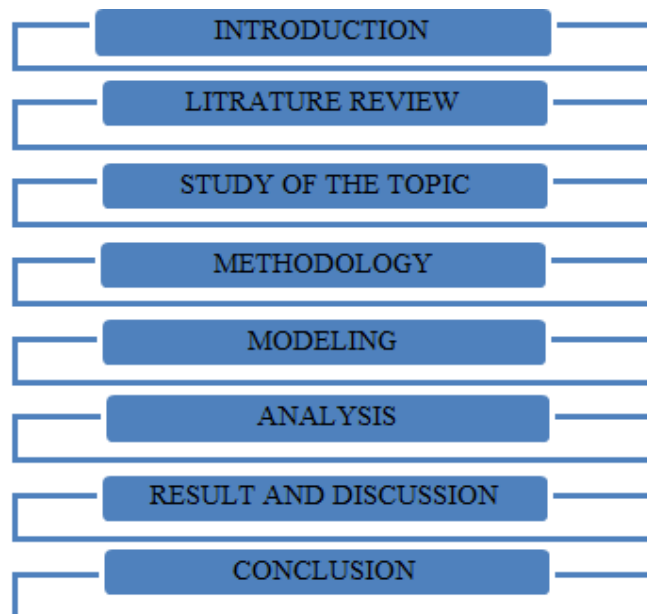 INTRODUCTION
LITRATURE REVIEW
STUDY OF THE TOPIC
METHODOLOGY
MODELING
ANALYSIS
RESULT AND DISCUSSION
CONCLUSION